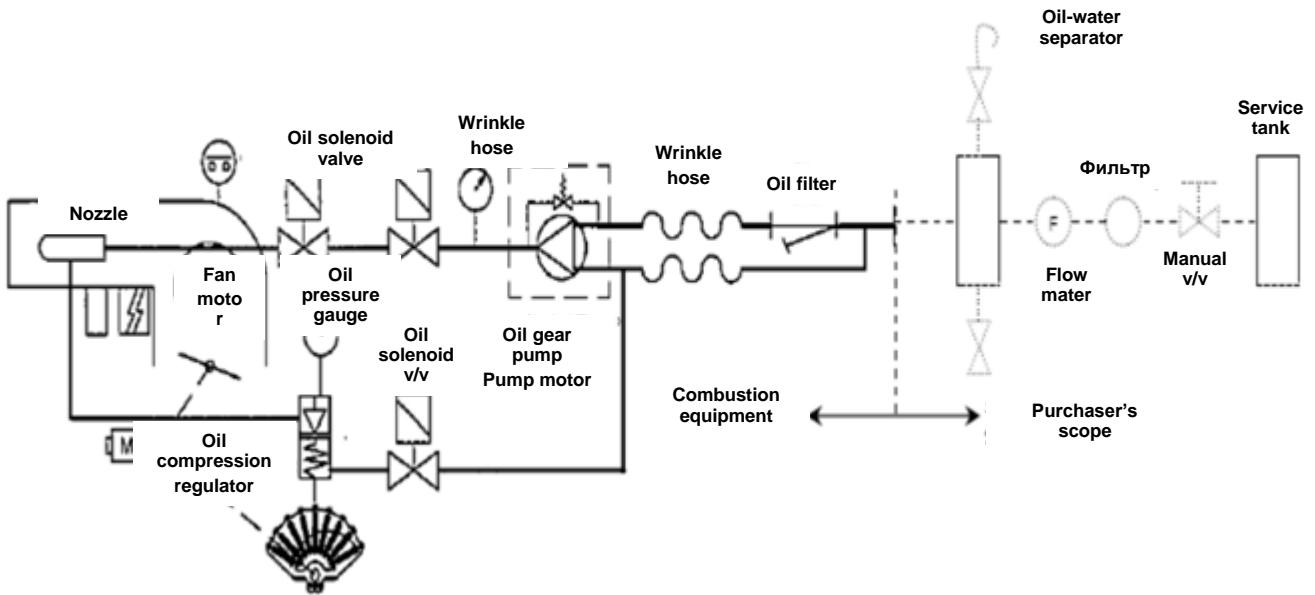 Oil-water
separator
Service
tank
Oil solenoid
valve
Wrinkle
hose
Wrinkle
hose
Oil filter
Фильтр
Nozzle
F
Fan
moto
r
Oil
pressure
gauge
Flow
mater
Manual
v/v
Oil
solenoid
v/v
Oil gear
pump
Pump motor
Combustion
equipment
Purchaser's
scope
M
Oil
compression
regulator